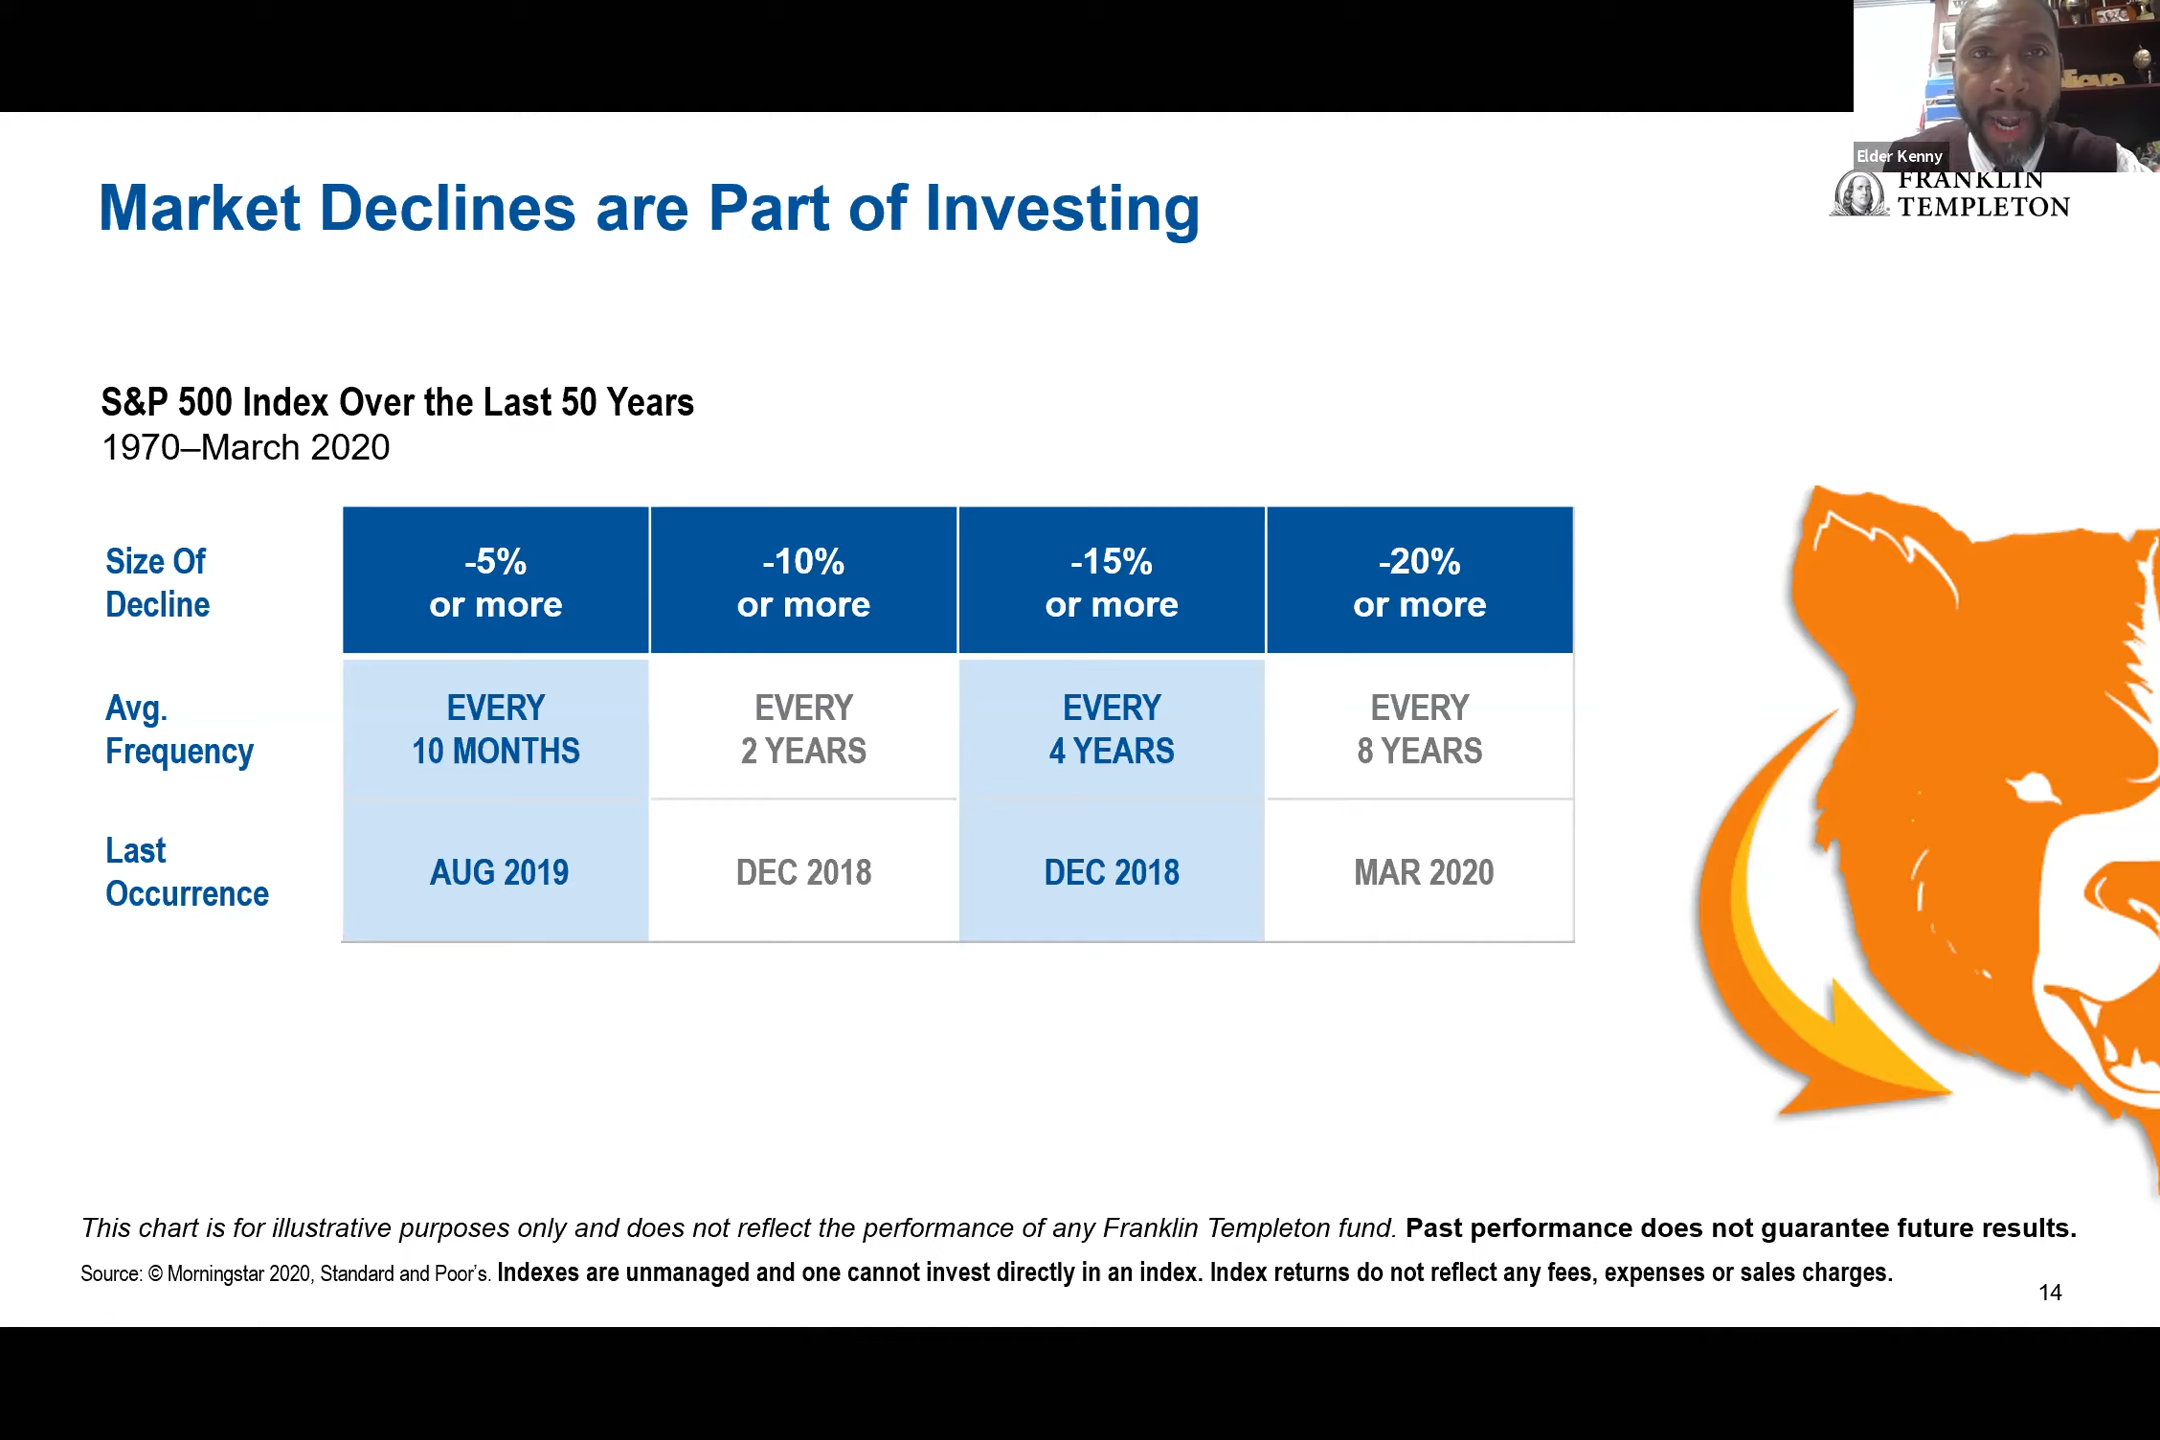 Elder Kenny
FRANKLIN
TEMPLETON
Market Declines are Part of Investing
S&P 500 Index Over the Last 50 Years
1970–March 2020
Size Of
Decline
-5%
or more
-10%
or more
-15%
or more
-20%
or more
Avg.
Frequency
EVERY
10 MONTHS
EVERY
2 YEARS
EVERY
4 YEARS
EVERY
8 YEARS
Last
Occurrence
AUG 2019
DEC 2018
DEC 2018
MAR 2020
This chart is for illustrative purposes only and does not reflect the performance of any Franklin Templeton fund. Past performance does not guarantee future results.
Source: © Morningstar 2020, Standard and Poor's. Indexes are unmanaged and one cannot invest directly in an index. Index returns do not reflect any fees, expenses or sales charges.
14